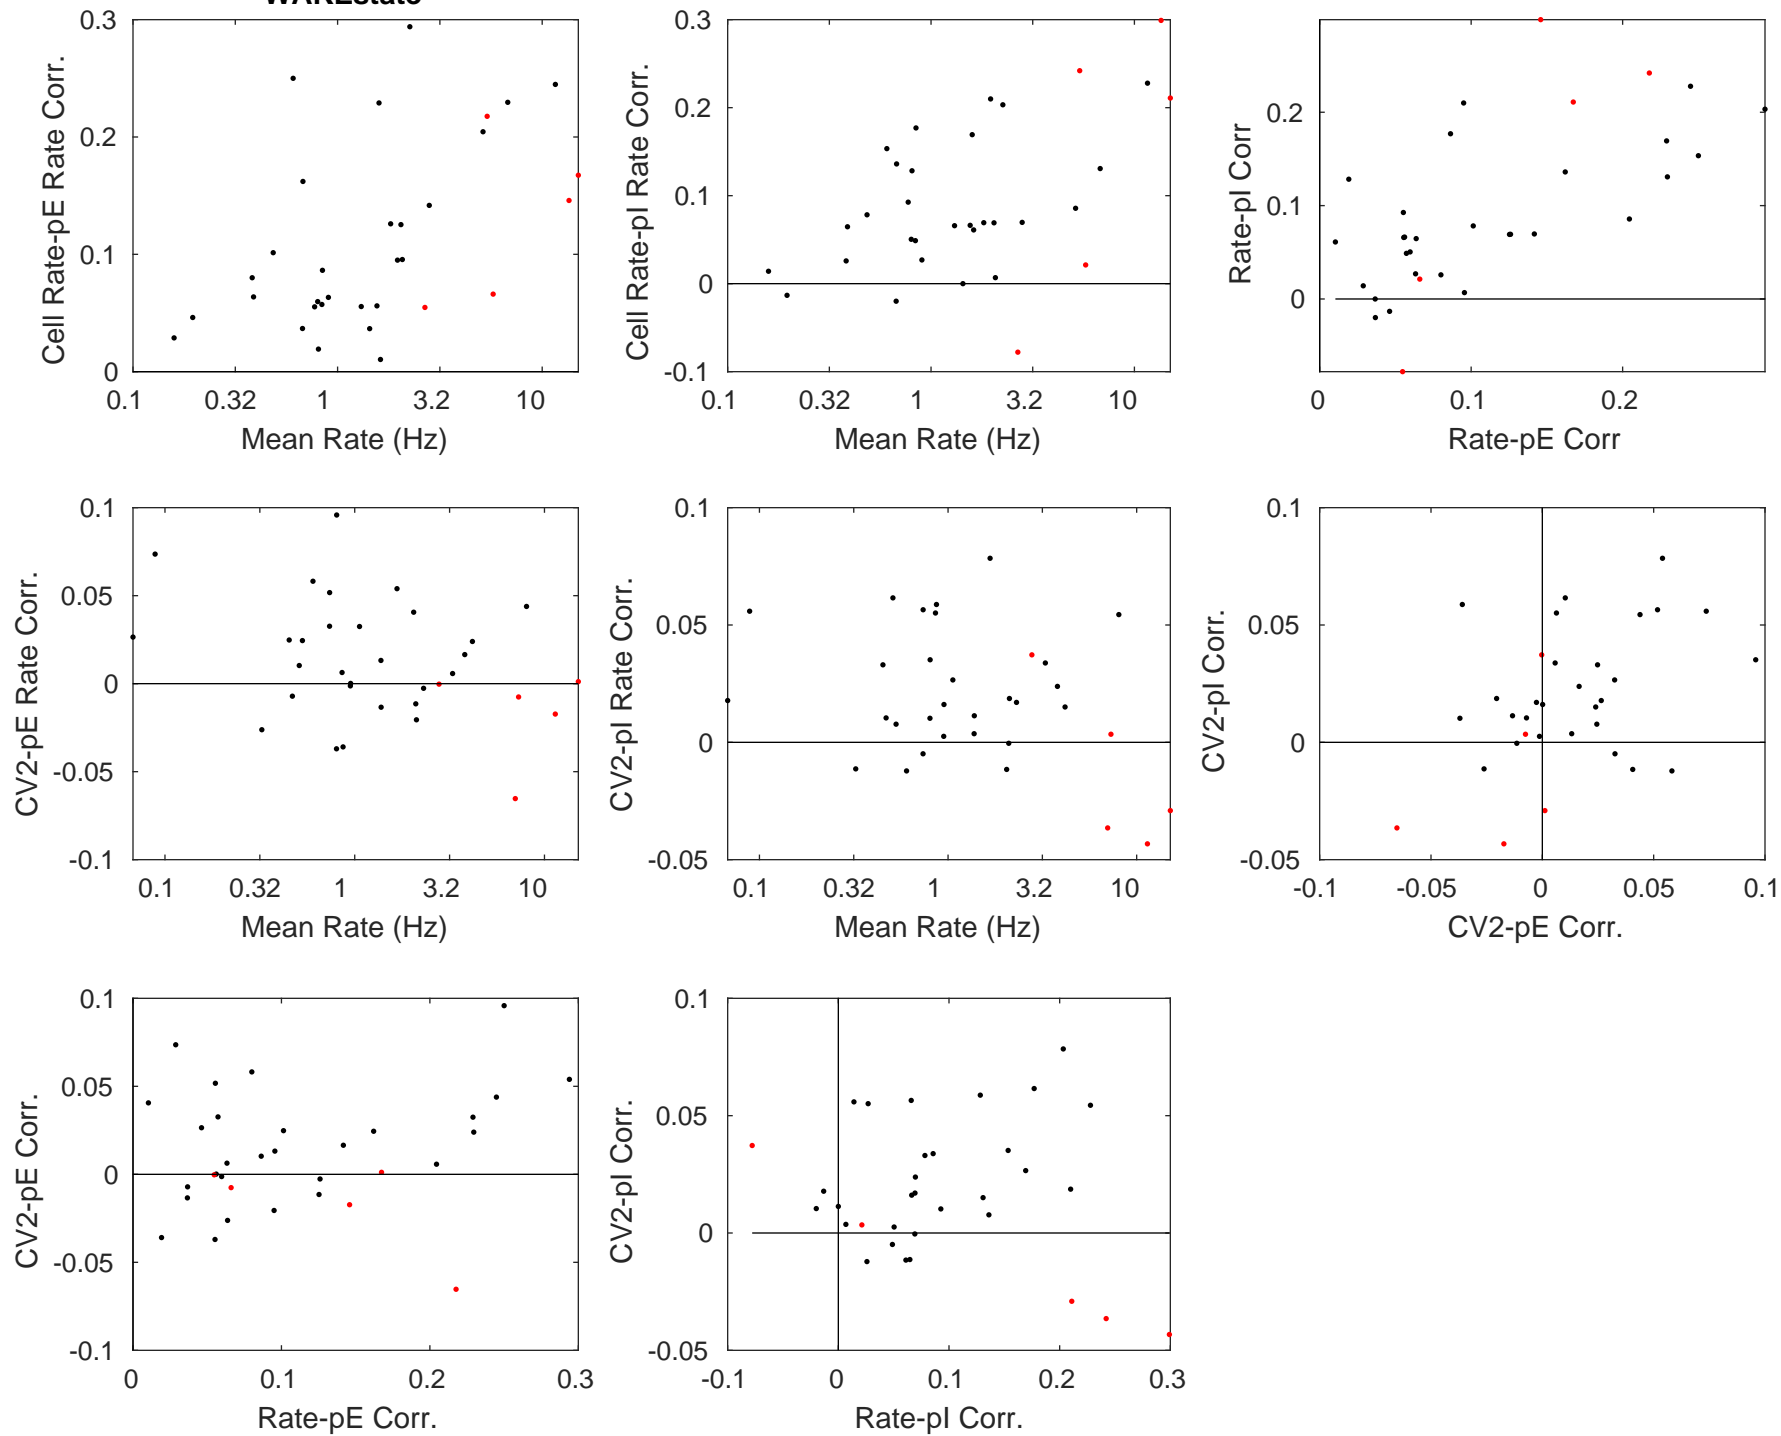 WAKEstate
0.3
0.2
0.1
0
Cell Rate-pE Rate Corr.
0.1 0.32 1 3.2 10
Mean Rate (Hz)
0.3
0.2
0.1
0
-0.1
Cell Rate-pI Rate Corr.
0.1 0.32 1 3.2 10
Mean Rate (Hz)
0.2
0.1
0
Rate-pI Corr
0 0.1 0.2
Rate-pE Corr
0.1
0.05
0
-0.05
-0.1
CV2-pE Rate Corr.
0.1 0.32 1 3.2 10
Mean Rate (Hz)
0.1
0.05
0
-0.05
CV2-pI Rate Corr.
0.1 0.32 1 3.2 10
Mean Rate (Hz)
0.1
0.05
0
-0.05
CV2-pI Corr.
-0.1 -0.05 0 0.05 0.1
CV2-pE Corr.
0.1
0.05
0
-0.05
-0.1
CV2-pE Corr.
0 0.1 0.2 0.3
Rate-pE Corr.
0.1
0.05
0
-0.05
CV2-pI Corr.
-0.1 0 0.1 0.2 0.3
Rate-pI Corr.